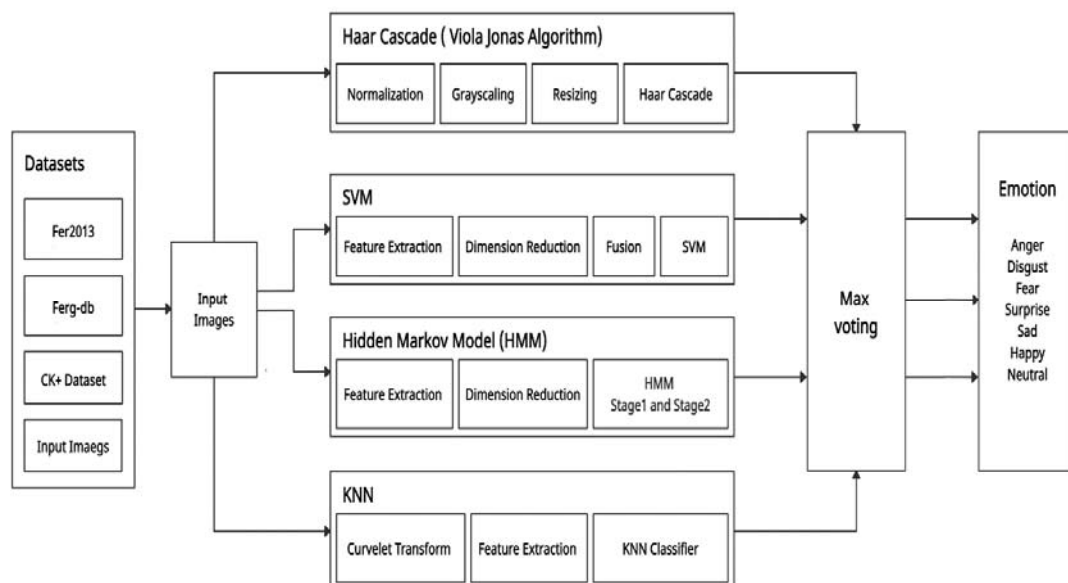 Datasets
Fer2013
Ferg-db
CK+ Dataset
Input Imaegs
Input
Images
Haar Cascade ( Viola Jonas Algorithm)
Normalization
Grayscaling
Resizing
Haar Cascade
SVM
Feature Extraction
Dimension Reduction
Fusion
SVM
Hidden Markov Model (HMM)
Feature Extraction
Dimension Reduction
HMM
Stage1 and Stage2
KNN
Curvelet Transform
Feature Extraction
KNN Classifier
Max
voting
Emotion
Anger
Disgust
Fear
Surprise
Sad
Happy
Neutral